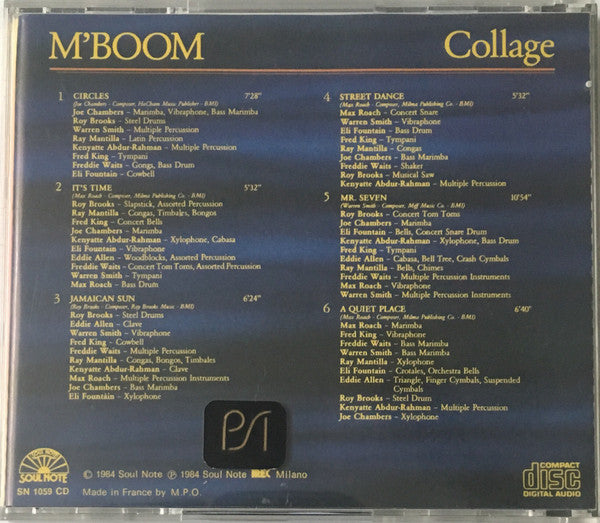 M'BOOM Collage
1 CIRCLES 7'28"
(Joe Chambers - Composer, HoCham Music Publisher - BMI)
Joe Chambers - Marimba, Vibraphone, Bass Marimba
Roy Brooks - Steel Drums
Warren Smith - Multiple Percussion
Ray Mantilla - Latin Percussion
Kenyatte Abdur-Rahman - Multiple Percussion
Fred King - Tympani
Freddie Waits - Gongs, Bass Drum
Eli Fountain - Cowbell
2 IT'S TIME 5'32"
(Max Roach - Composer, Milma Publishing Co. - BMI)
Roy Brooks - Slapstick, Assorted Percussion
Ray Mantilla - Congas, Timbales, Bongos
Fred King - Concert Bells
Joe Chambers - Marimba
Kenyatte Abdur-Rahman - Xylophone, Cabasa
Eli Fountain - Vibraphone
Eddie Allen - Woodblocks, Assorted Percussion
Freddie Waits - Concert Tom Toms, Assorted Percussion
Warren Smith - Tympani
Max Roach - Bass Drum
3 JAMAICAN SUN 6'24"
(Roy Brooks - Composer, Roy Brooks Music - BMI)
Roy Brooks - Steel Drums
Eddie Allen - Clave
Warren Smith - Vibraphone
Fred King - Cowbell
Freddie Waits - Multiple Percussion
Ray Mantilla - Congas, Bongos, Timbales
Kenyatte Abdur-Rahman - Clave
Max Roach - Multiple Percussion Instruments
Joe Chambers - Bass Marimba
Eli Fountain - Xylophone
4 STREET DANCE 5'32"
(Max Roach - Composer, Milma Publishing Co. - BMI)
Max Roach - Concert Snare
Warren Smith - Vibraphone
Eli Fountain - Bass Drum
Fred King - Tympani
Ray Mantilla - Congas
Joe Chambers - Bass Marimba
Freddie Waits - Shaker
Roy Brooks - Musical Saw
Kenyatte Abdur-Rahman - Multiple Percussion
5 MR. SEVEN 10'54"
(Warren Smith - Composer, Miff Music Co. - BMI)
Roy Brooks - Concert Tom Toms
Joe Chambers - Marimba
Eli Fountain - Bells, Concert Snare Drum
Kenyatte Abdur-Rahman - Xylophone, Bass Drum
Fred King - Vibraphone
Eddie Allen - Cabasa, Bell Tree, Crash Cymbals
Ray Mantilla - Bells, Chimes
Freddie Waits - Multiple Percussion Instruments
Max Roach - Vibraphone
Warren Smith - Multiple Percussion Instruments
6 A QUIET PLACE 6'40"
(Max Roach - Composer, Milma Publishing Co. - BMI)
Max Roach - Marimba
Fred King - Vibraphone
Freddie Waits - Bass Marimba
Warren Smith - Bass Marimba
Ray Mantilla - Xylophone
Eli Fountain - Crotales, Orchestra Bells
Eddie Allen - Triangle, Finger Cymbals, Suspended
Cymbals
Roy Brooks - Steel Drum
Kenyatte Abdur-Rahman - Multiple Percussion
Joe Chambers - Xylophone
SOUL NOTE
SN 1059 CD
© 1984 Soul Note ℗ 1984 Soul Note IREC Milano
Made in France by M.P.O.
COMPACT
disc
DIGITAL AUDIO